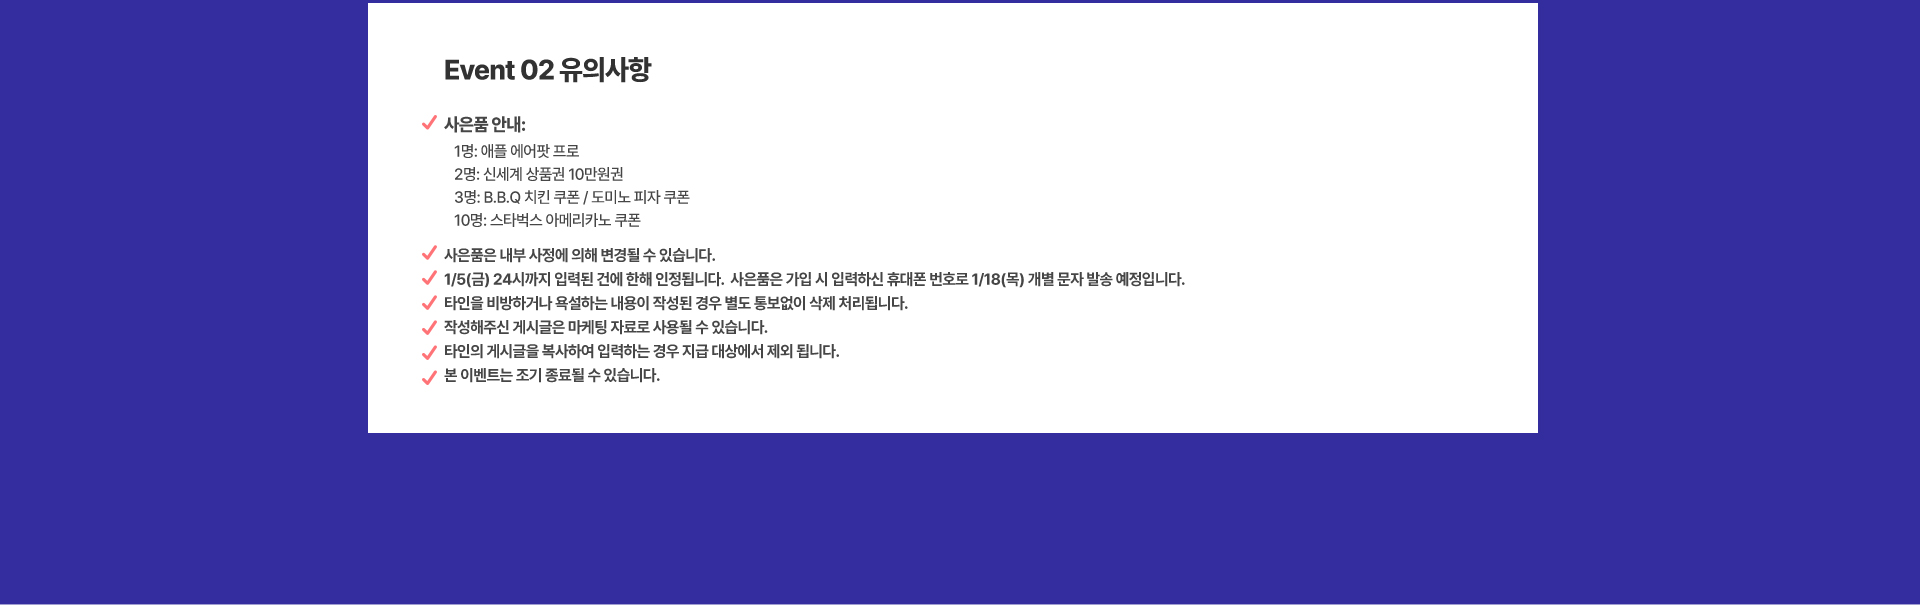 Event 02 유의사항
사은품 안내:
1명: 애플 에어팟 프로
2명: 신세계 상품권 10만원권
3명: B.B.Q 치킨 쿠폰 / 도미노 피자 쿠폰
10명: 스타벅스 아메리카노 쿠폰
사은품은 내부 사정에 의해 변경될 수 있습니다.
1/5(금) 24시까지 입력된 건에 한해 인정됩니다. 사은품은 가입 시 입력하신 휴대폰 번호로 1/18(목) 개별 문자 발송 예정입니다.
타인을 비방하거나 욕설하는 내용이 작성된 경우 별도 통보없이 삭제 처리됩니다.
작성해주신 게시글은 마케팅 자료로 사용될 수 있습니다.
타인의 게시글을 복사하여 입력하는 경우 지급 대상에서 제외 됩니다.
본 이벤트는 조기 종료될 수 있습니다.